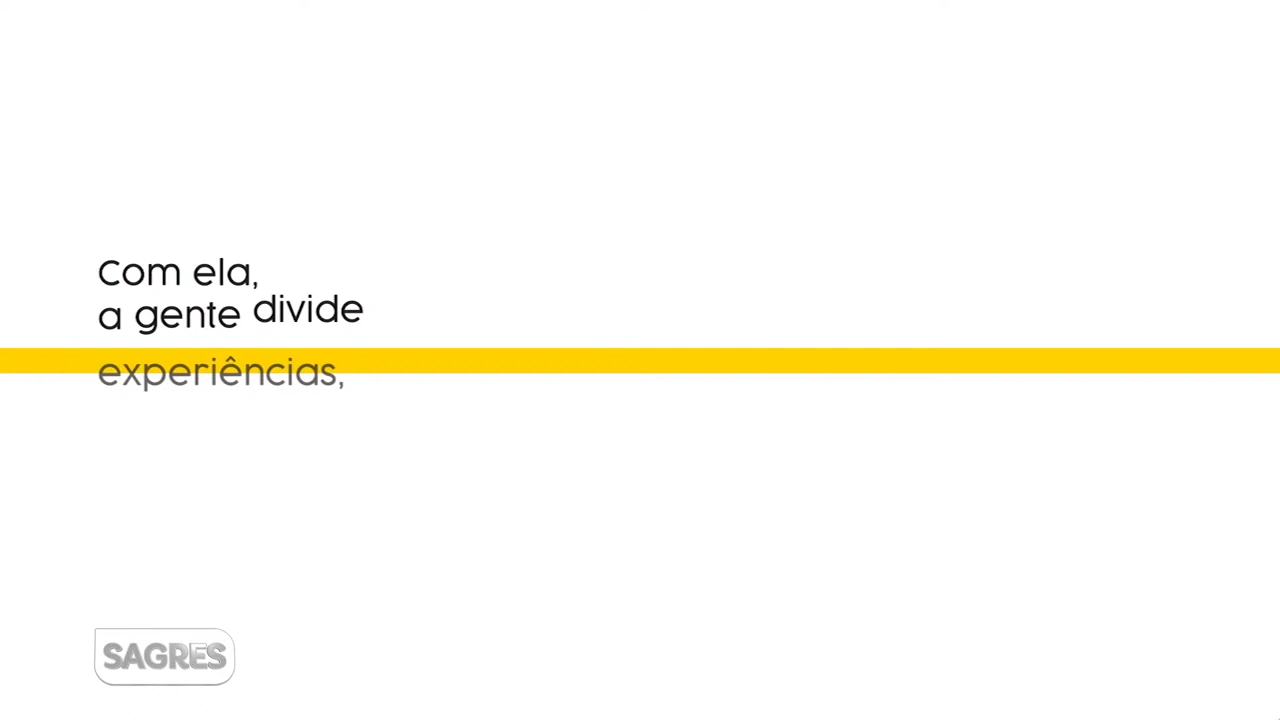 Com ela,
a gente divide
experiências,
SAGRES